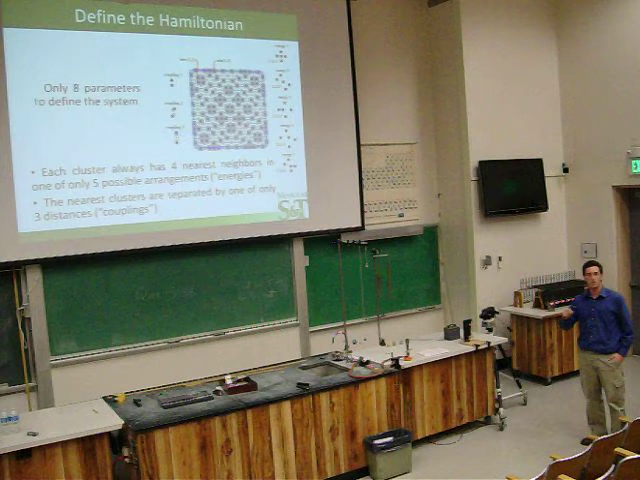 Define the Hamiltonian
Only 8 parameters
to define the system
• Each cluster always has 4 nearest neighbors in
one of only 5 possible arrangements ("energies")
• The nearest clusters are separated by one of only
3 distances ("couplings")
S&T